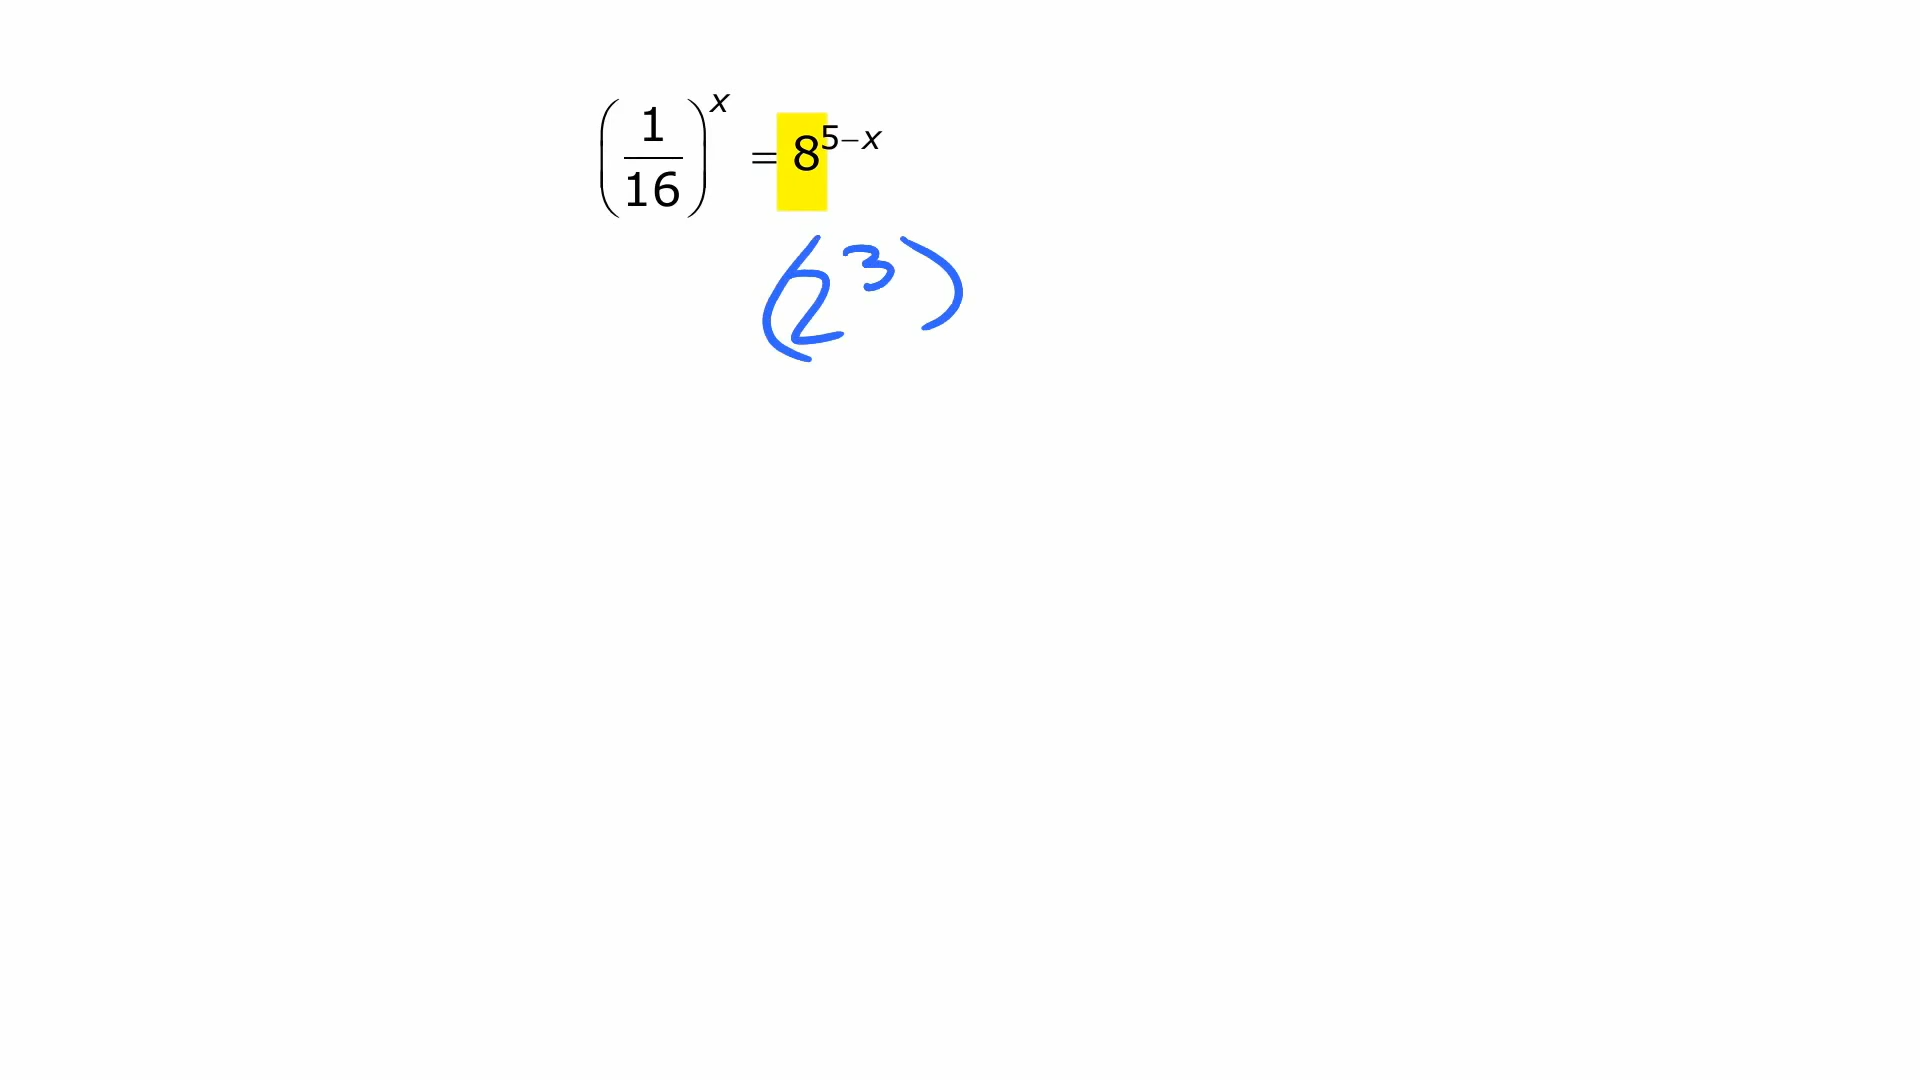 (1/16)^x = 8^(5−x)
(2^3)